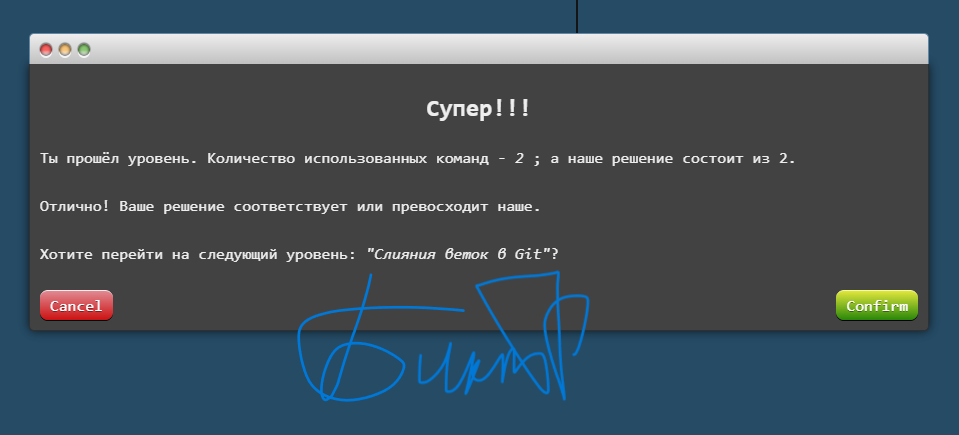 Супер!!!
Ты прошёл уровень. Количество использованных команд - 2 ; а наше решение состоит из 2.
Отлично! Ваше решение соответствует или превосходит наше.
Хотите перейти на следующий уровень: "Слияния веток в Git"?
Cancel
Confirm